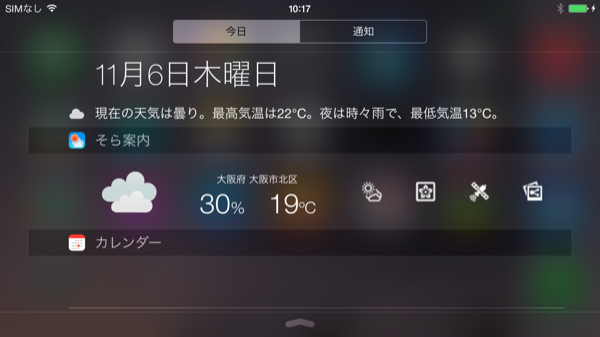 SIMなし 10:17
今日 通知
11月6日木曜日
現在の天気は曇り。最高気温は22°C。夜は時々雨で、最低気温13°C。
そら案内
大阪府 大阪市北区
30% 19°C
カレンダー